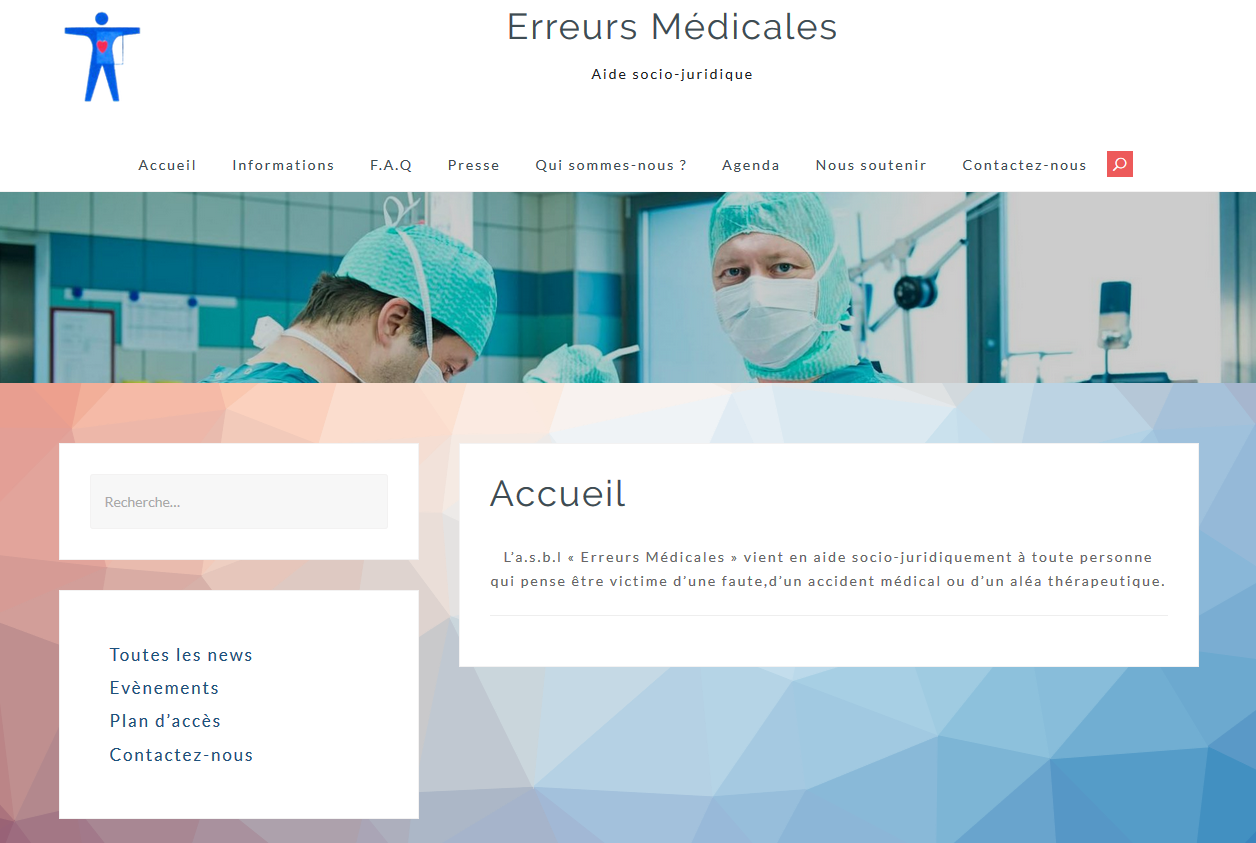 Erreurs Médicales
Aide socio-juridique
Accueil Informations F.A.Q Presse Qui sommes-nous ? Agenda Nous soutenir Contactez-nous
Recherche...
Toutes les news
Evènements
Plan d’accès
Contactez-nous
Accueil
L’a.s.b.l « Erreurs Médicales » vient en aide socio-juridiquement à toute personne
qui pense être victime d’une faute,d’un accident médical ou d’un aléa thérapeutique.